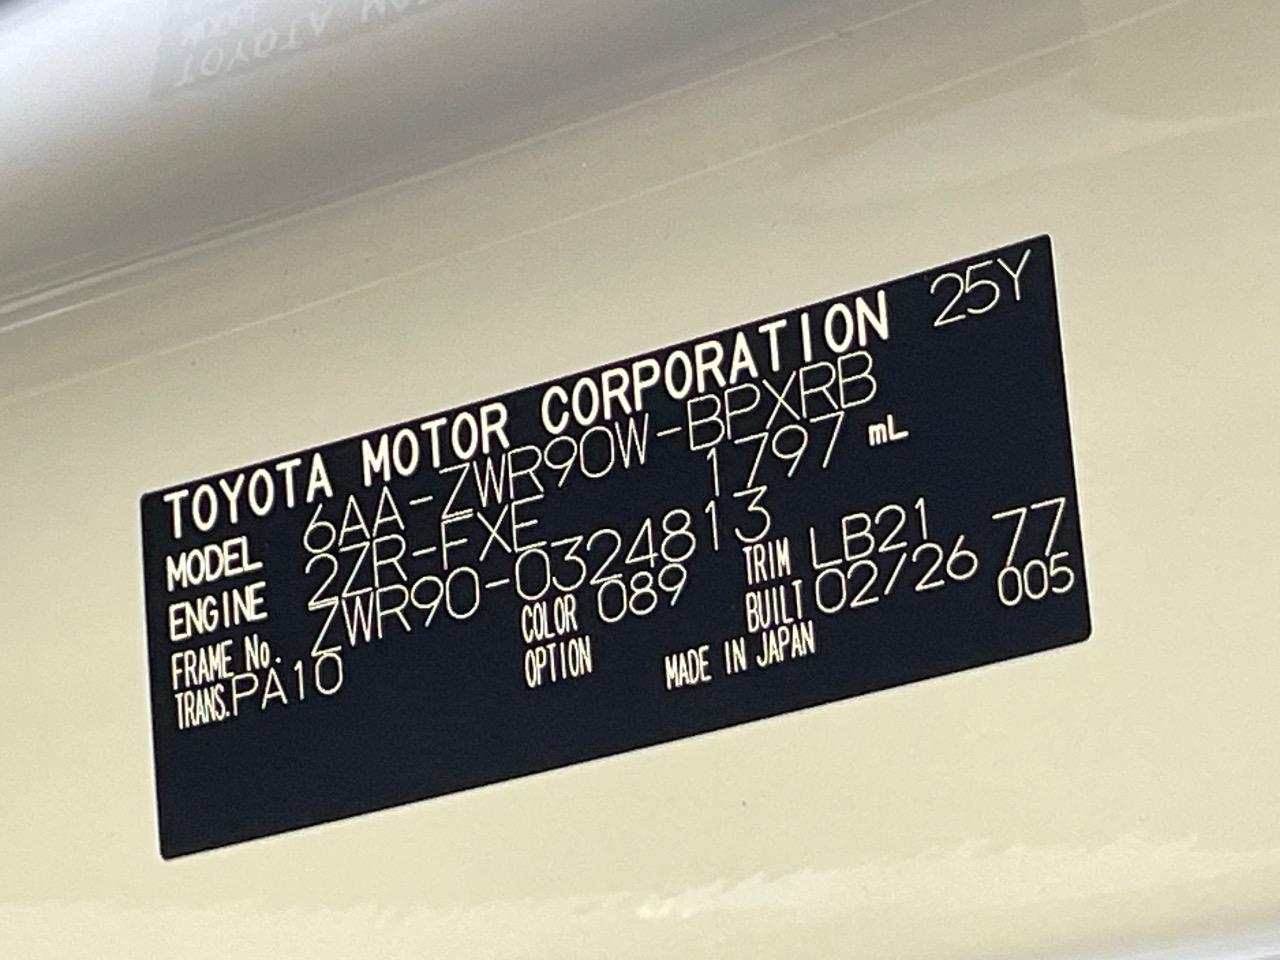 TOYOTA MOTOR CORPORATION 25Y
MODEL 6AA-ZWR90W-BPXRB
ENGINE 2ZR-FXE 1797 mL
FRAME No. ZWR90-0324813
COLOR 089 TRIM LB21 77
TRANS. PA10 OPTION BUILT 02/26 005
MADE IN JAPAN